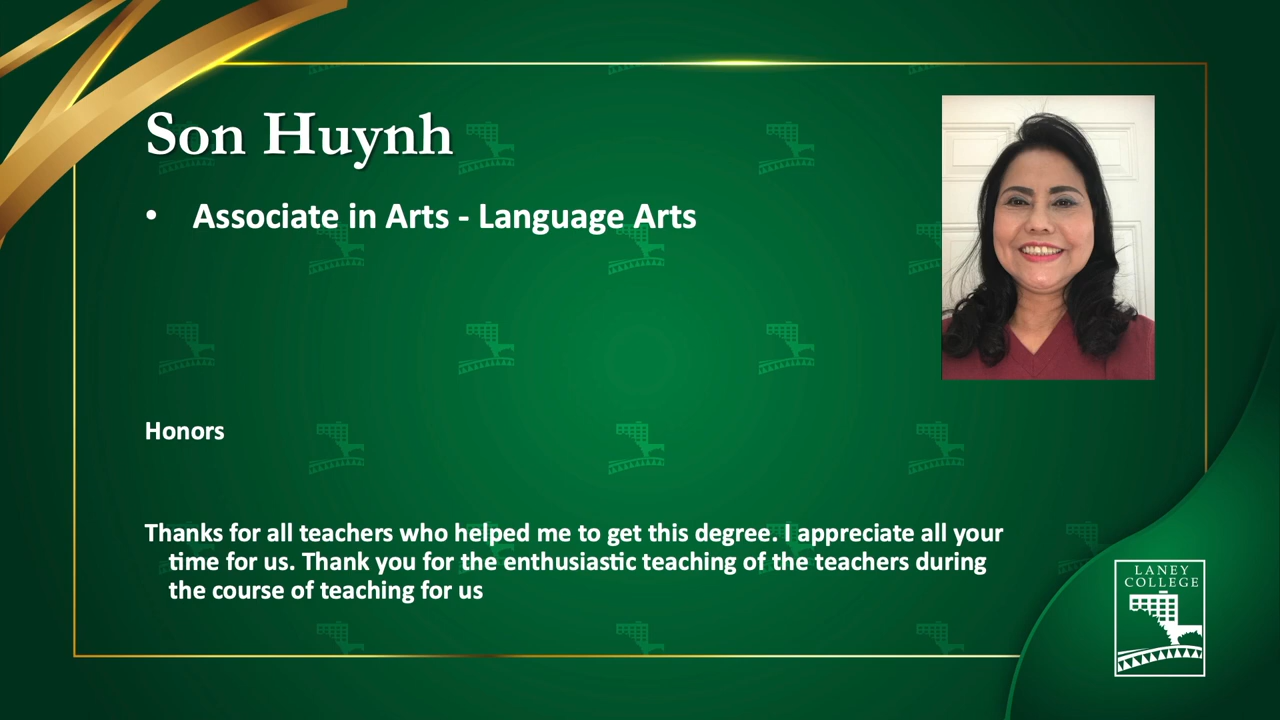 Son Huynh
• Associate in Arts - Language Arts
Honors
Thanks for all teachers who helped me to get this degree. I appreciate all your
time for us. Thank you for the enthusiastic teaching of the teachers during
the course of teaching for us
LANEY
COLLEGE